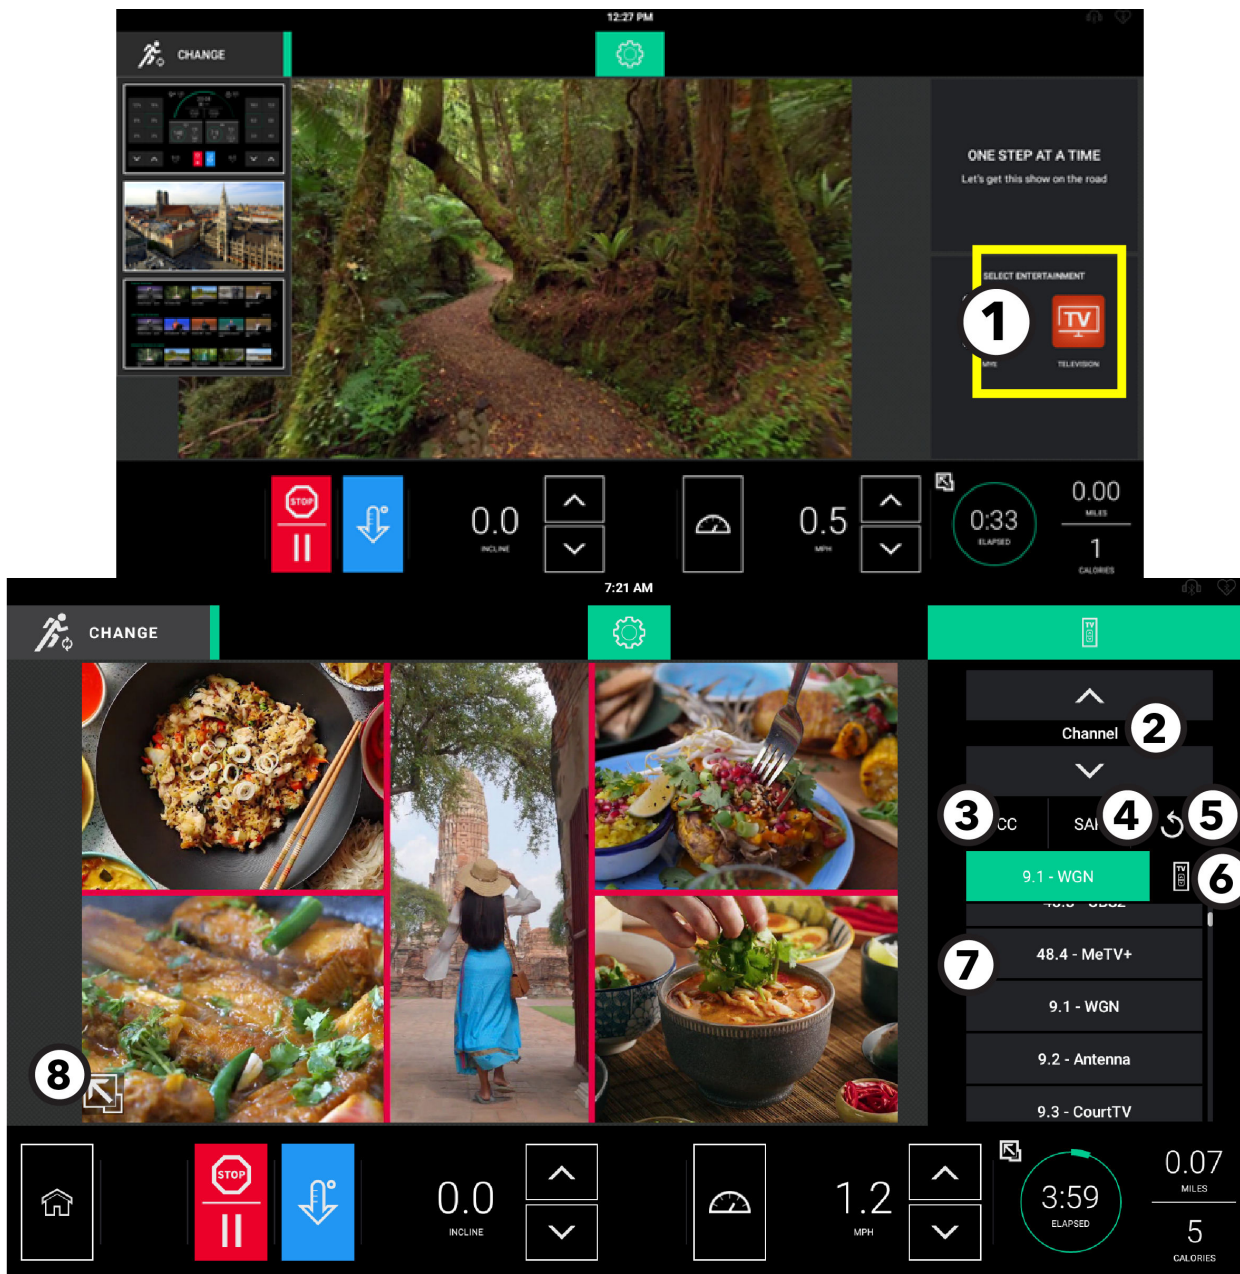 12:27 PM
CHANGE
ONE STEP AT A TIME
Let's get this show on the road
SELECT ENTERTAINMENT
1
TV
TELEVISION
STOP
0.0
INCLINE
0.5
MPH
0:33
ELAPSED
0.00
MILES
1
CALORIES
7:21 AM
CHANGE
TV
Channel
2
3
CC
4
5
9.1 - WGN
TV
6
7
48.4 - MeTV+
9.1 - WGN
9.2 - Antenna
9.3 - CourtTV
8
STOP
0.0
INCLINE
1.2
MPH
3:59
ELAPSED
0.07
MILES
5
CALORIES